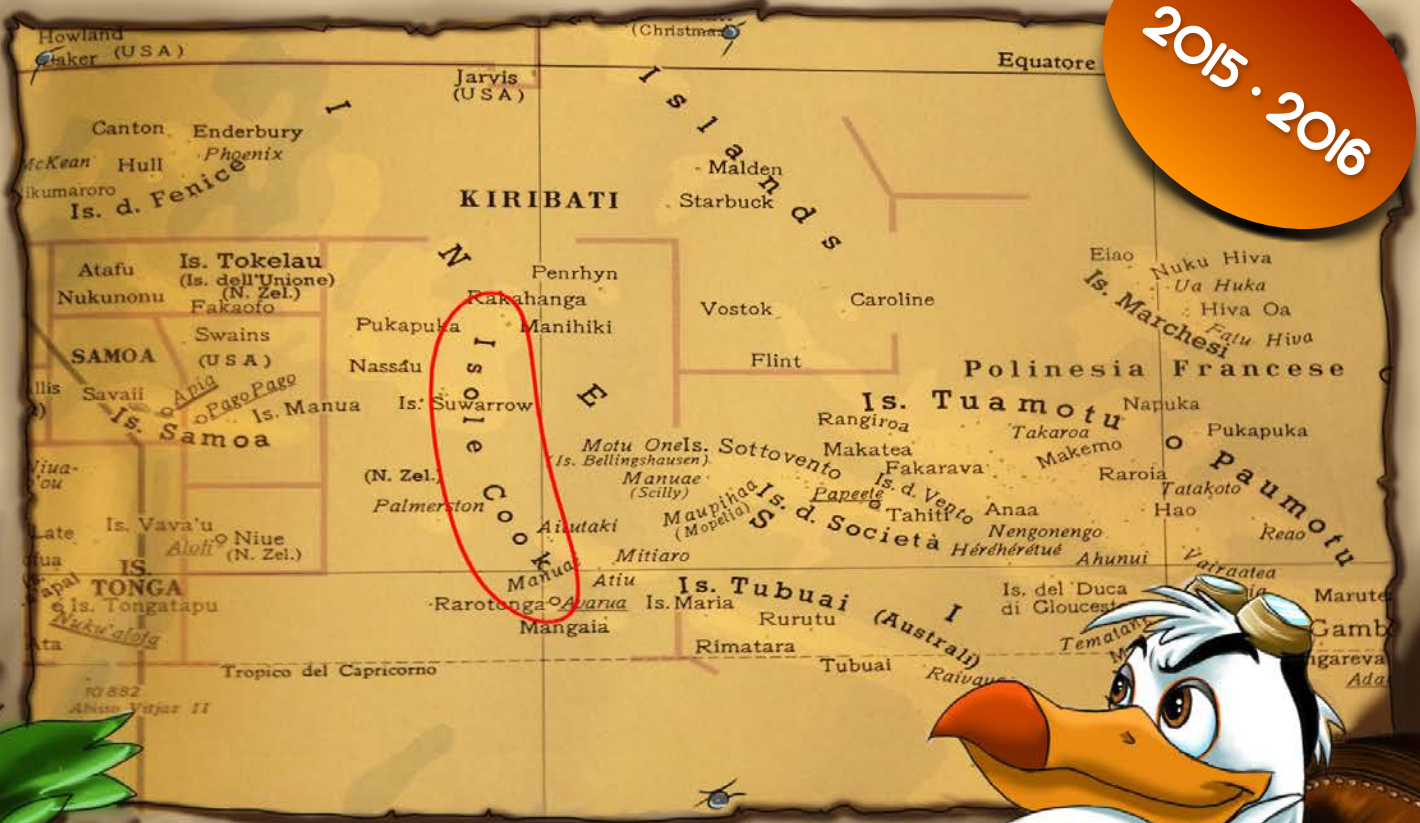 Howland
(USA)
(Christmas
2015 · 2016
Equatore
Jarvis
(USA)
Islands
I
Canton
Enderbury
Phoenix
McKean
Hull
Is. d. Fenice
Malden
KIRIBATI
Starbuck
N
Atafu
Is. Tokelau
(Is. dell'Unione)
(N. Zel.)
Nukunonu
Fakaofo
Penrhyn
Rakahanga
Manihiki
Vostok
Caroline
Eiao
Nuku Hiva
Ua Huka
Hiva Oa
Fatu Hiva
Is. Marchesi
Swains
(USA)
SAMOA
Pukapuka
Nassau
Flint
Polinesia Francese
Savaii
Apia
Pago Pago
Is. Manua
Is. Samoa
Is. Suwarrow
Isole Cook
E
Is. Tuamotu o Paumotu
Napuka
Rangiroa
Takaroa
Pukapuka
Motu One
(Is. Bellingshausen)
Is. Sottovento
Makatea
Fakarava
Makemo
Raroia
Tatakoto
(N. Zel.)
Manuae
(Scilly)
Palmerston
Maupihaa
(Mopelia)
S
Is. d. Società
Papeete
Is. d. Vento
Tahiti
Anaa
Hao
Nengonengo
Reao
Héréhérétué
Ahunui
Vairaatea
Late
Is. Vava'u
Alofi
Niue
(N. Zel.)
Aitutaki
Mitiaro
IS.
TONGA
Manuae
Atiu
Is. Tubuai
(Australi)
I
Is. del Duca
di Gloucest
Marute
Is. Tongatapu
Nuku'alofa
Rarotonga
Avarua
Is. Maria
Rurutu
Mangaia
Rimatara
Ata
Tropico del Capricorno
Tubuai
10 882
Abisso Vitjaz II